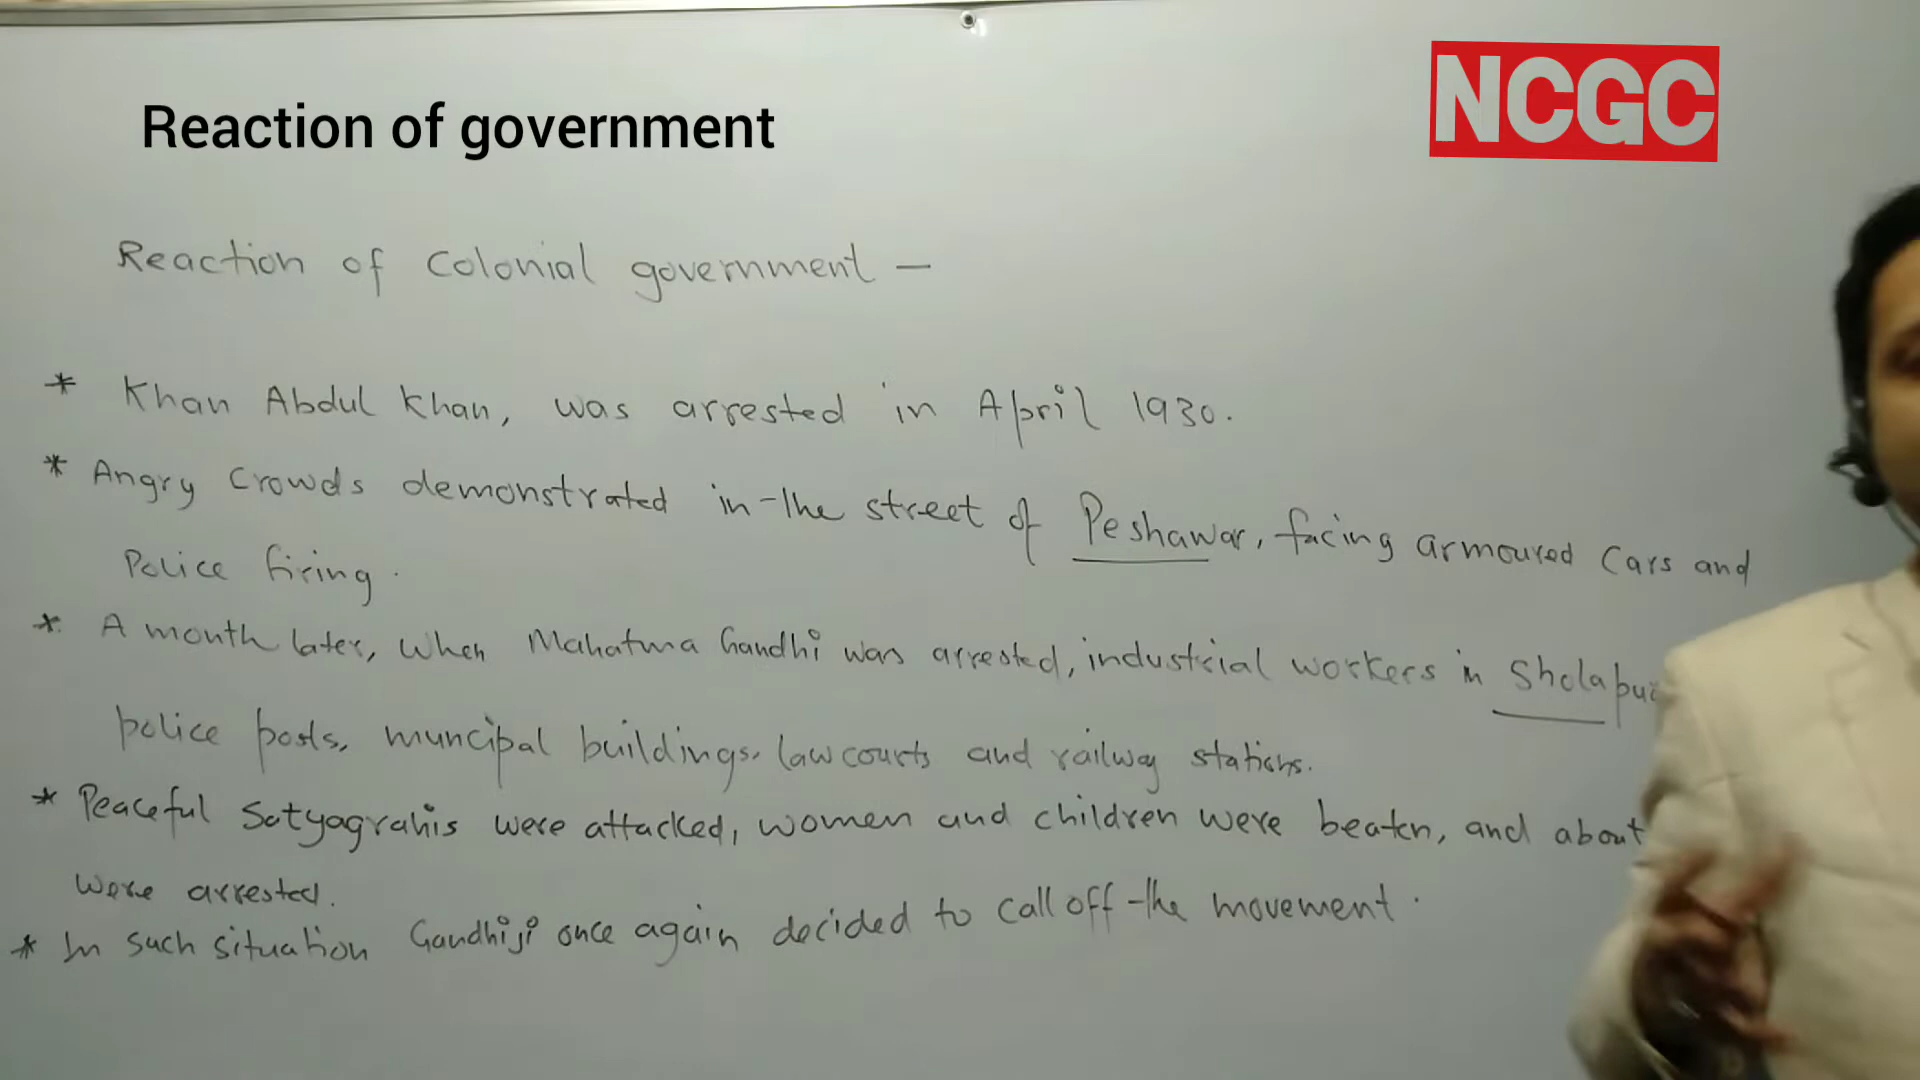 Reaction of government
NCGC
Reaction of Colonial government —
* Khan Abdul Khan, was arrested in April 1930.
* Angry crowds demonstrated in the street of Peshawar, facing armoured cars and
Police firing.
* A month later, when Mahatma Gandhi was arrested, industrial workers in Sholapur
police posts, muncipal buildings, lawcourts and railway stations.
* Peaceful Satyagrahis were attacked, women and children were beaten, and about
were arrested.
* In such situation Gandhiji once again decided to call off the movement.